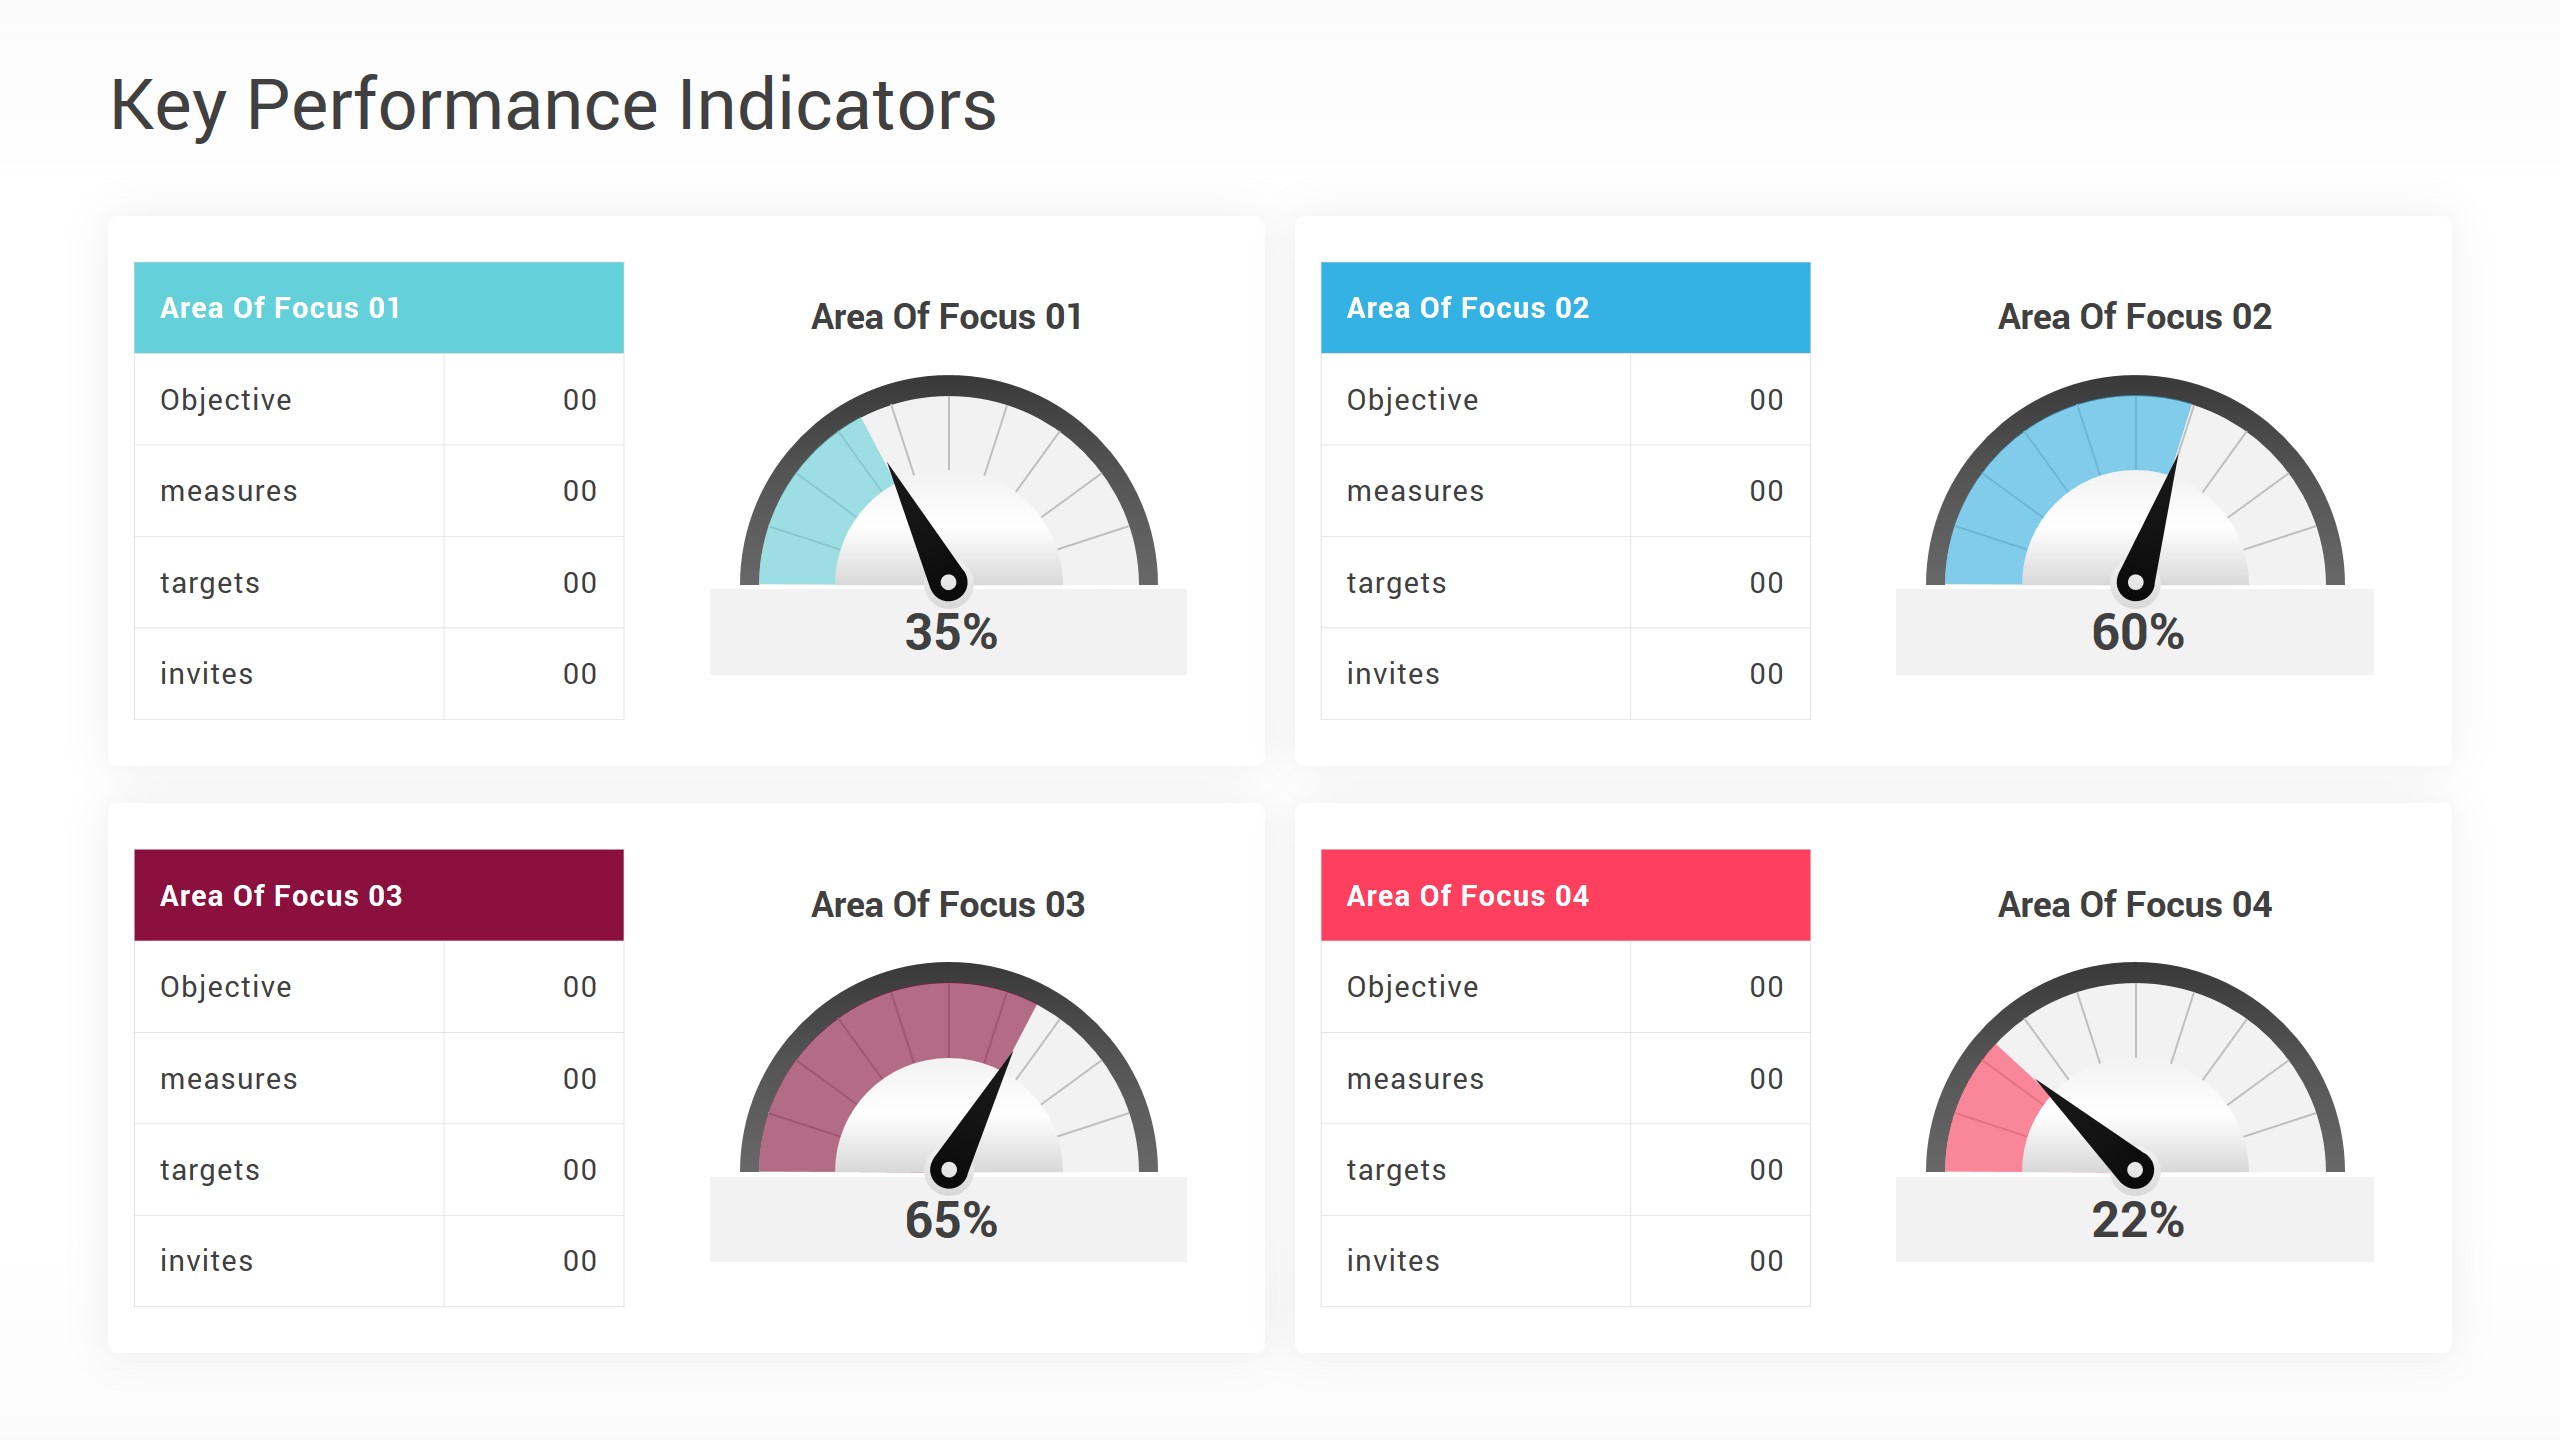 Key Performance Indicators
Area Of Focus 01
Objective 00
measures 00
targets 00
invites 00
Area Of Focus 01
35%
Area Of Focus 02
Objective 00
measures 00
targets 00
invites 00
Area Of Focus 02
60%
Area Of Focus 03
Objective 00
measures 00
targets 00
invites 00
Area Of Focus 03
65%
Area Of Focus 04
Objective 00
measures 00
targets 00
invites 00
Area Of Focus 04
22%